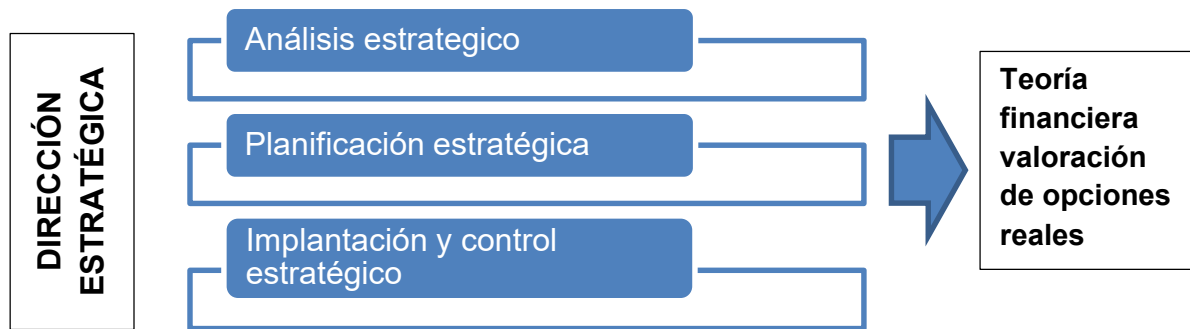 DIRECCIÓN
ESTRATÉGICA
Análisis estrategico
Planificación estratégica
Implantación y control
estratégico
Teoría
financiera
valoración
de opciones
reales